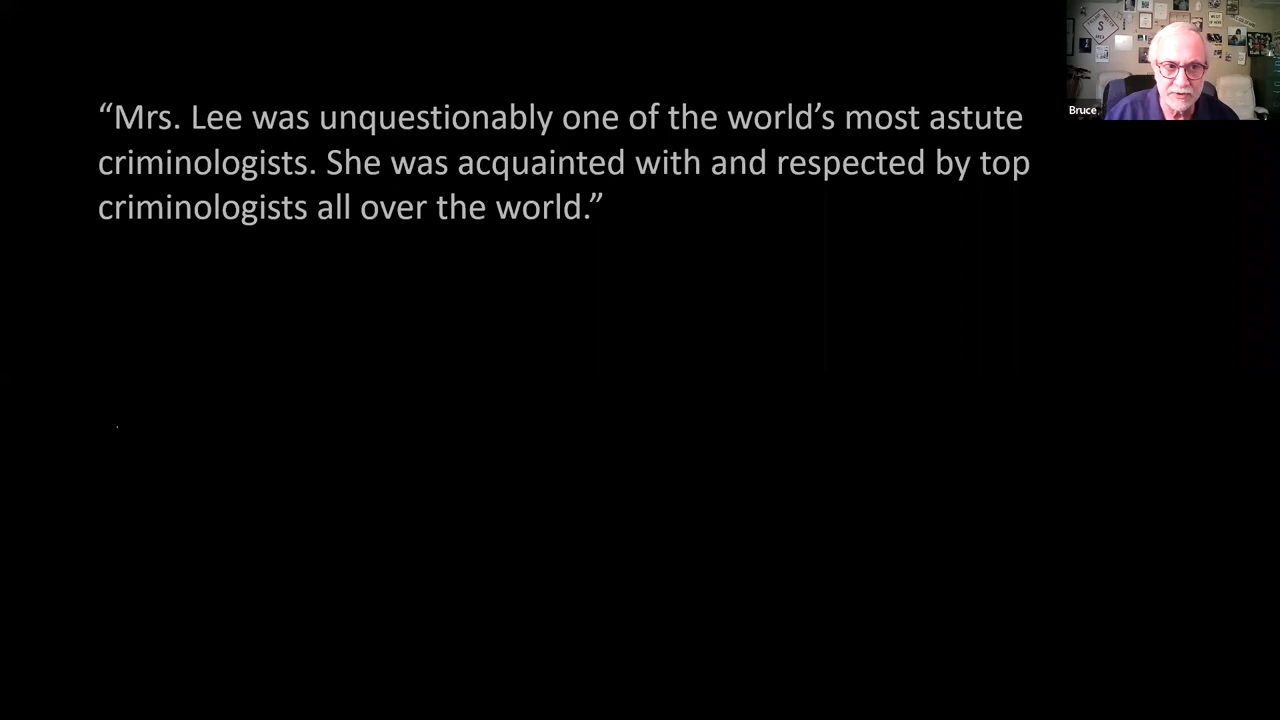 “Mrs. Lee was unquestionably one of the world’s most astute
criminologists. She was acquainted with and respected by top
criminologists all over the world.”
Bruce